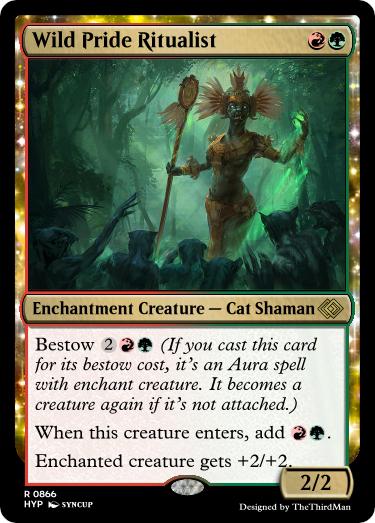 Wild Pride Ritualist
Enchantment Creature — Cat Shaman
Bestow 2 (If you cast this card
for its bestow cost, it's an Aura spell
with enchant creature. It becomes a
creature again if it's not attached.)
When this creature enters, add .
Enchanted creature gets +2/+2.
2/2
R 0866
HYP SYNCUP
Designed by TheThirdMan